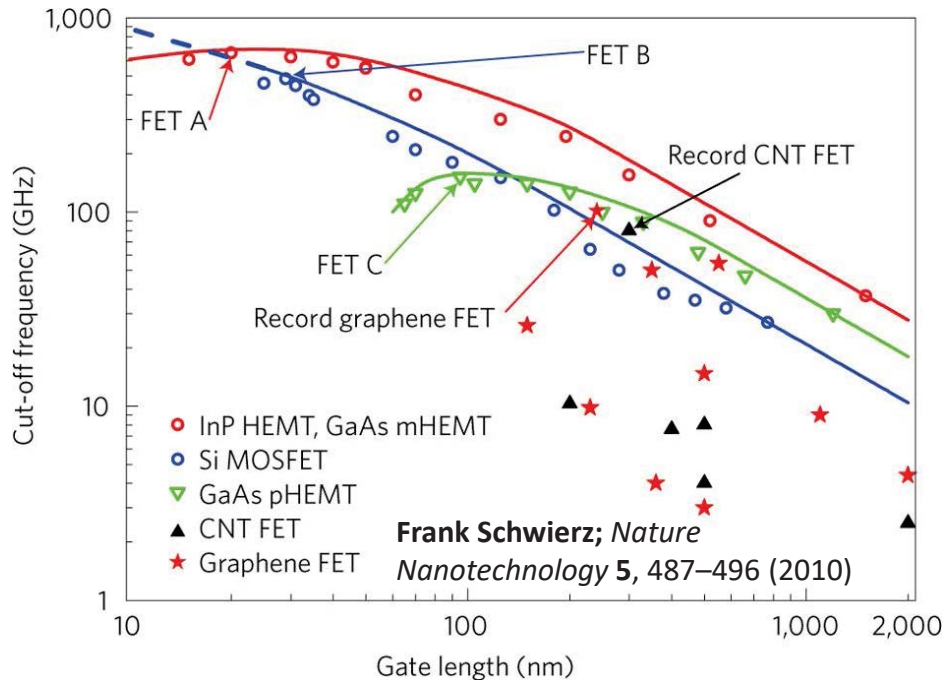 1,000
100
10
1
Cut-off frequency (GHz)
FET A
FET B
FET C
Record CNT FET
Record graphene FET
InP HEMT, GaAs mHEMT
Si MOSFET
GaAs pHEMT
CNT FET
Graphene FET
Frank Schwierz; Nature
Nanotechnology 5, 487–496 (2010)
10
100
1,000
2,000
Gate length (nm)